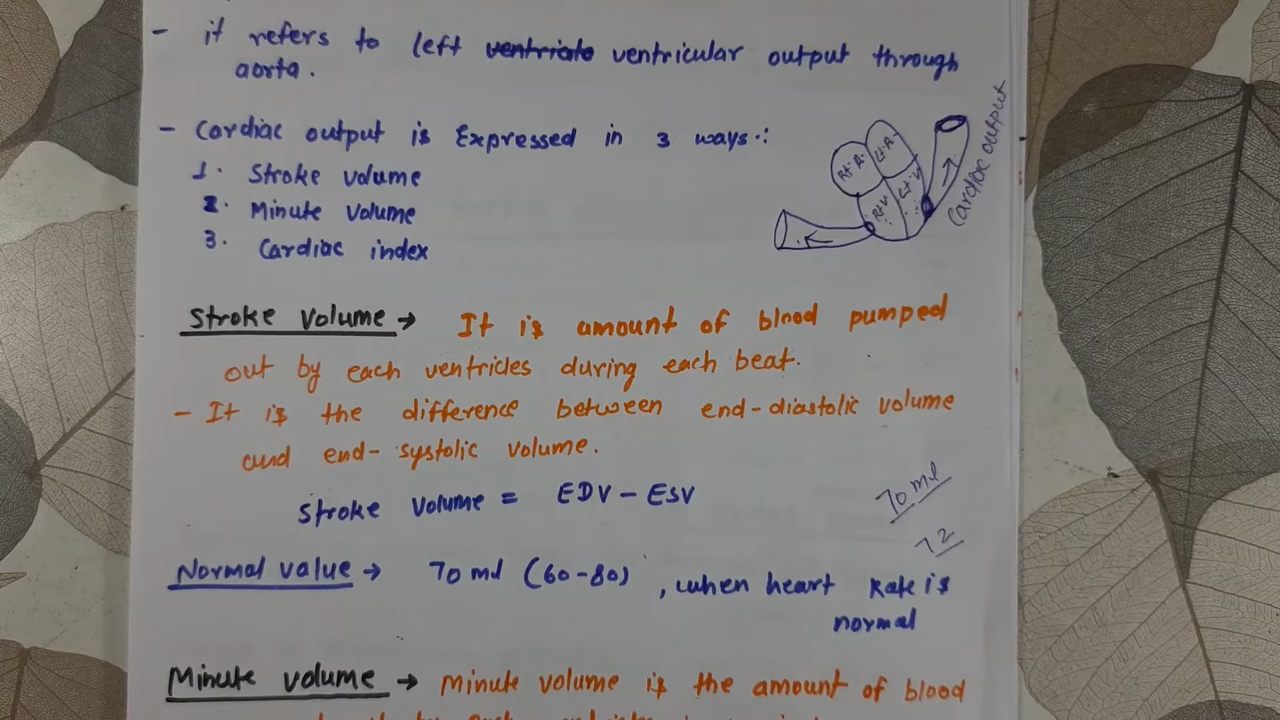 - it refers to left ventricular output through
aorta.
- Cardiac output is Expressed in 3 ways:
1. Stroke volume
2. Minute volume
3. Cardiac index
Rt. A.
Lt. A.
Rt. V.
Lt. V.
Cardiac output
Stroke volume → It is amount of blood pumped
out by each ventricles during each beat.
- It is the difference between end-diastolic volume
and end-systolic volume.
Stroke volume = EDV - ESV
70 ml
72
Normal value → 70 ml (60-80), when heart Rate is
normal
Minute volume → Minute volume is the amount of blood